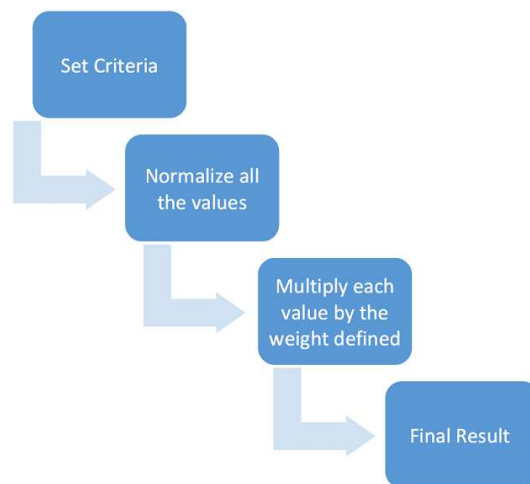 Set Criteria
Normalize all
the values
Multiply each
value by the
weight defined
Final Result